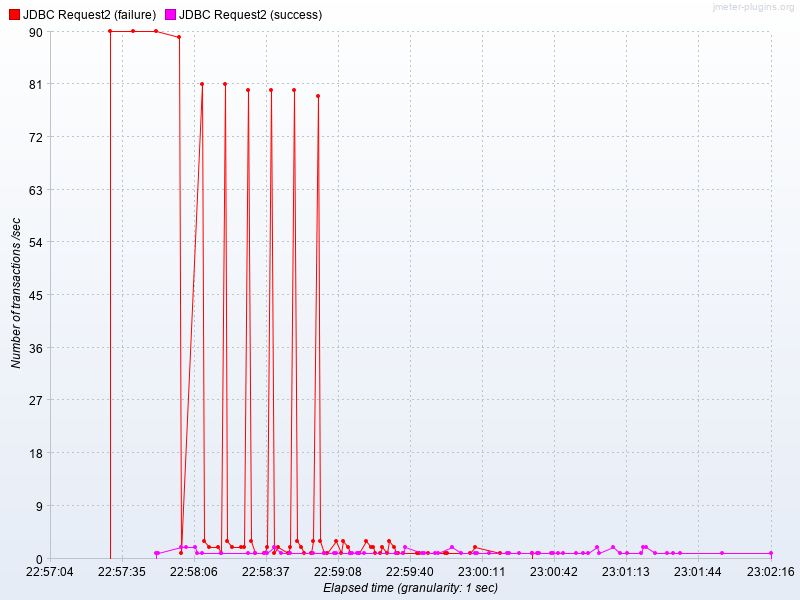 jmeter-plugins.org
JDBC Request2 (failure) JDBC Request2 (success)
90
81
72
63
54
45
36
27
18
9
0
Number of transactions /sec
22:57:04 22:57:35 22:58:06 22:58:37 22:59:08 22:59:40 23:00:11 23:00:42 23:01:13 23:01:44 23:02:16
Elapsed time (granularity: 1 sec)